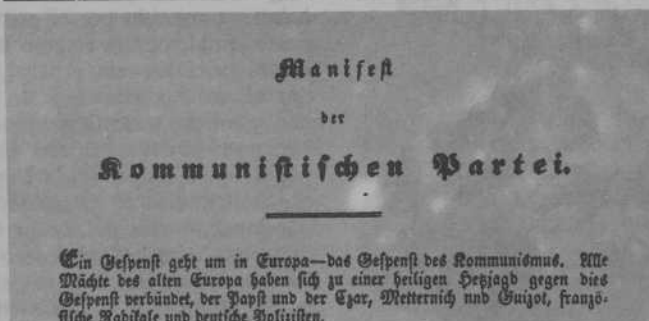 Manifest
der
Kommunistischen Partei.
Ein Gespenst geht um in Europa—das Gespenst des Kommunismus. Alle
Mächte des alten Europa haben sich zu einer heiligen Hetzjagd gegen dies
Gespenst verbündet, der Papst und der Czar, Metternich und Guizot, franzö-
sische Radikale und deutsche Polizisten.